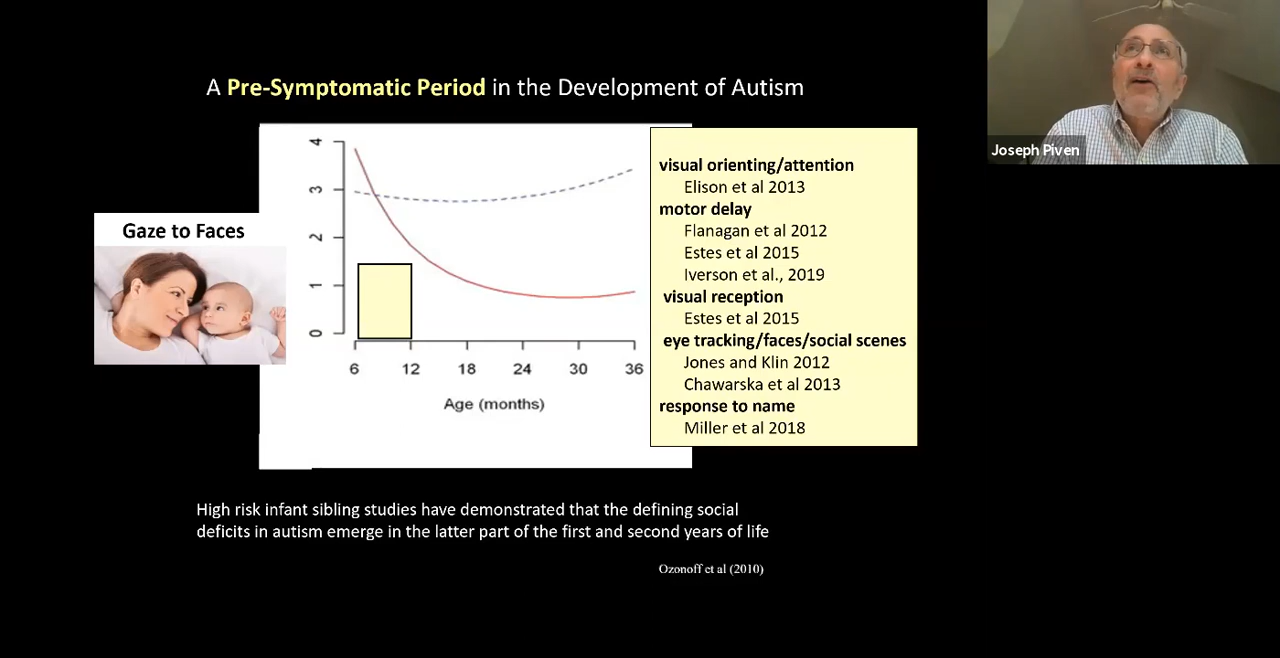 A Pre-Symptomatic Period in the Development of Autism
Joseph Piven
Gaze to Faces
4
3
2
1
0
6 12 18 24 30 36
Age (months)
visual orienting/attention
Elison et al 2013
motor delay
Flanagan et al 2012
Estes et al 2015
Iverson et al., 2019
visual reception
Estes et al 2015
eye tracking/faces/social scenes
Jones and Klin 2012
Chawarska et al 2013
response to name
Miller et al 2018
High risk infant sibling studies have demonstrated that the defining social
deficits in autism emerge in the latter part of the first and second years of life
Ozonoff et al (2010)